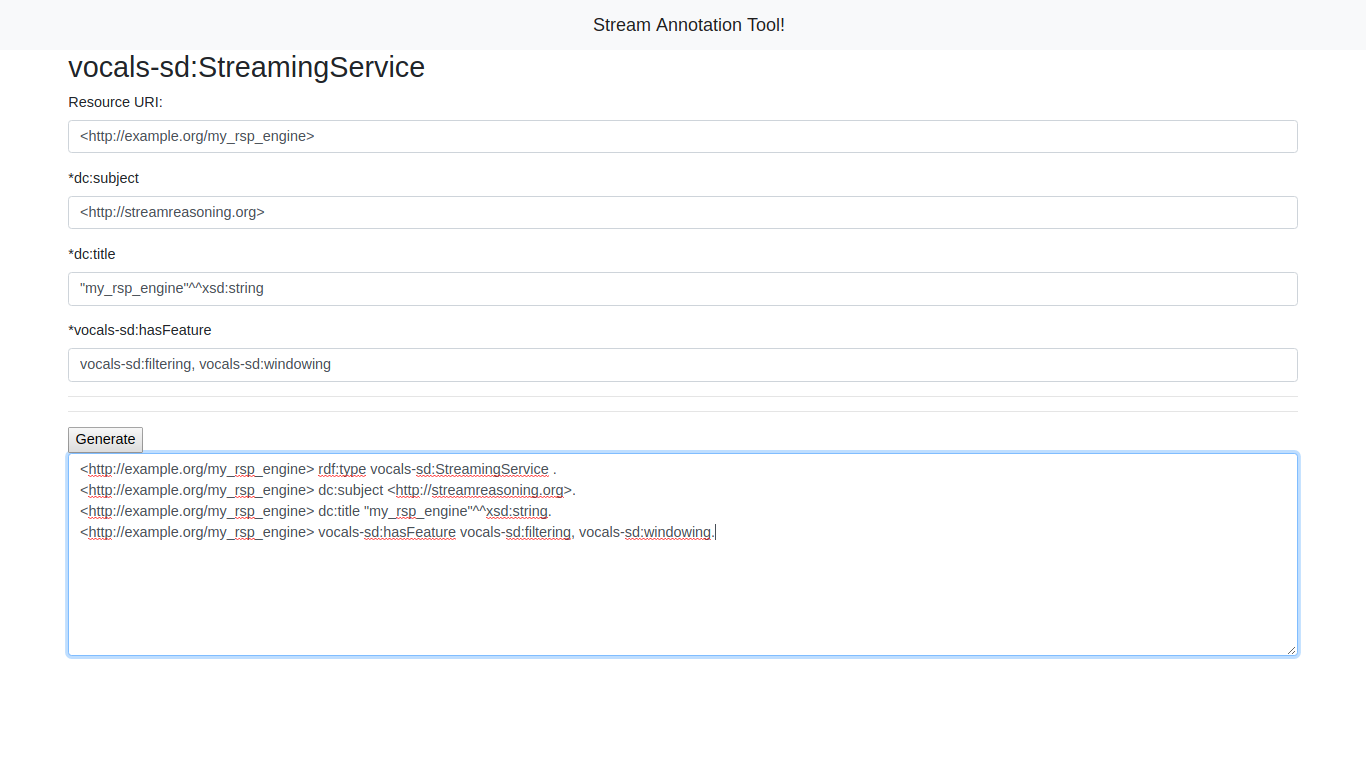 Stream Annotation Tool!
vocals-sd:StreamingService
Resource URI:
<http://example.org/my_rsp_engine>
*dc:subject
<http://streamreasoning.org>
*dc:title
"my_rsp_engine"^^xsd:string
*vocals-sd:hasFeature
vocals-sd:filtering, vocals-sd:windowing
Generate
<http://example.org/my_rsp_engine> rdf:type vocals-sd:StreamingService .
<http://example.org/my_rsp_engine> dc:subject <http://streamreasoning.org>.
<http://example.org/my_rsp_engine> dc:title "my_rsp_engine"^^xsd:string.
<http://example.org/my_rsp_engine> vocals-sd:hasFeature vocals-sd:filtering, vocals-sd:windowing.